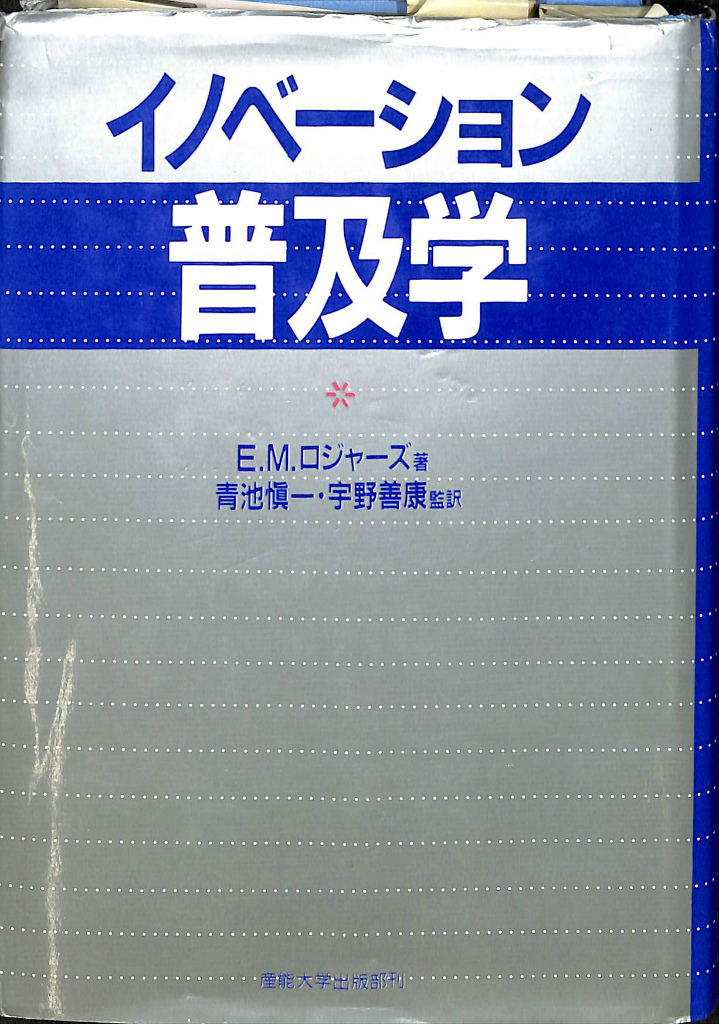 イノベーション
普及学
E.M.ロジャーズ著
青池愼一・宇野善康監訳
産能大学出版部刊